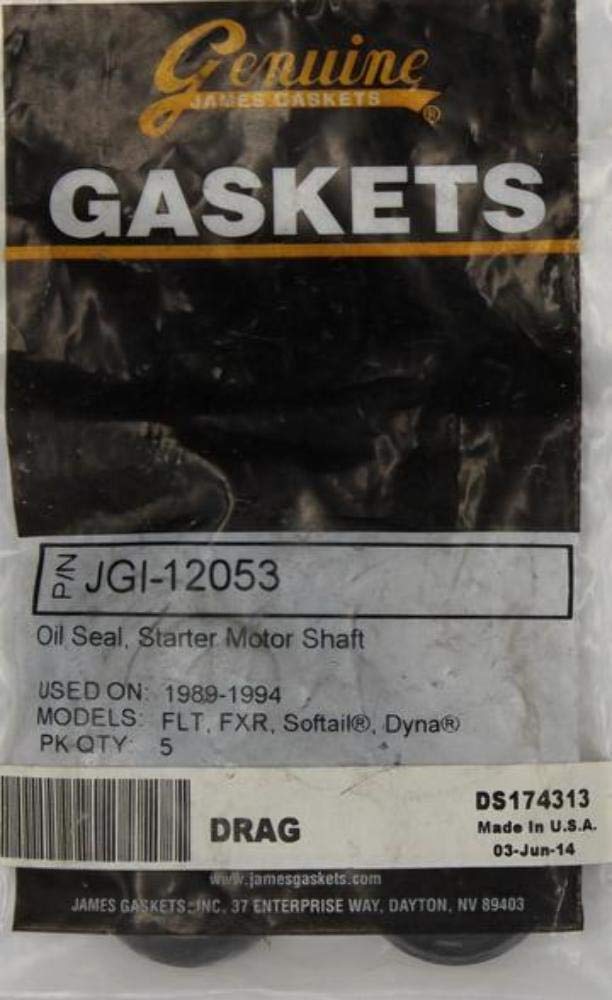 Genuine
JAMES GASKETS
®
GASKETS
P/N JGI-12053
Oil Seal, Starter Motor Shaft
USED ON: 1989-1994
MODELS: FLT, FXR, Softail®, Dyna®
PK QTY: 5
DS174313
DRAG
Made In U.S.A.
03-Jun-14
www.jamesgaskets.com
JAMES GASKETS, INC. 37 ENTERPRISE WAY, DAYTON, NV 89403